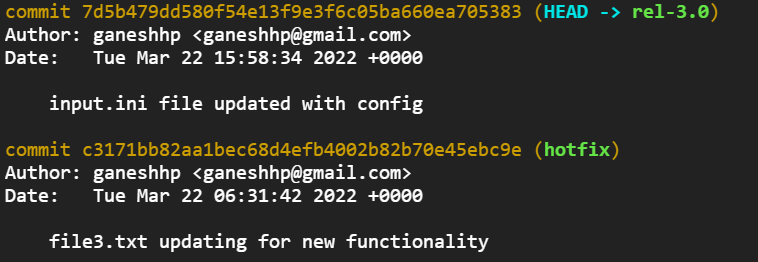 commit 7d5b479dd580f54e13f9e3f6c05ba660ea705383 (HEAD -> rel-3.0)
Author: ganeshhp <ganeshhp@gmail.com>
Date:   Tue Mar 22 15:58:34 2022 +0000
input.ini file updated with config
commit c3171bb82aa1bec68d4efb4002b82b70e45ebc9e (hotfix)
Author: ganeshhp <ganeshhp@gmail.com>
Date:   Tue Mar 22 06:31:42 2022 +0000
file3.txt updating for new functionality